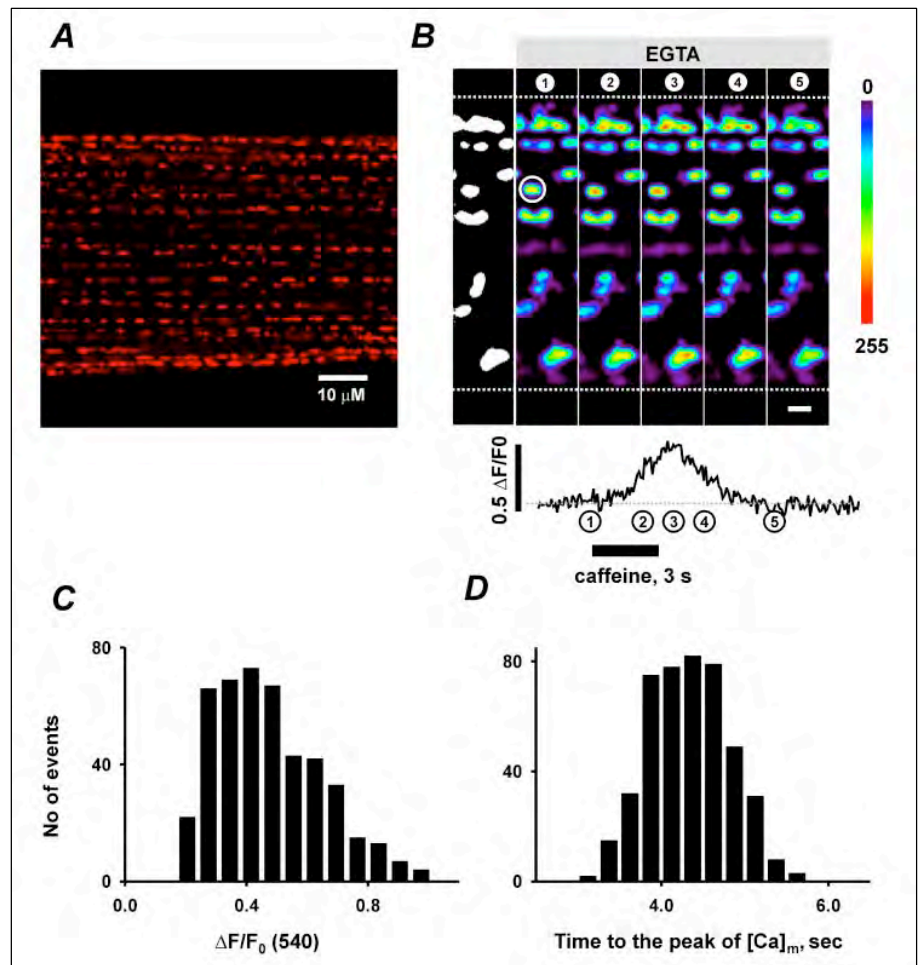 A
10 μM
B
EGTA
1 2 3 4 5
0
255
0.5 ΔF/F0
1 2 3 4 5
caffeine, 3 s
C
No of events
80
40
0
0.0 0.4 0.8
ΔF/F₀ (540)
D
80
40
0
4.0 6.0
Time to the peak of [Ca]ₘ, sec